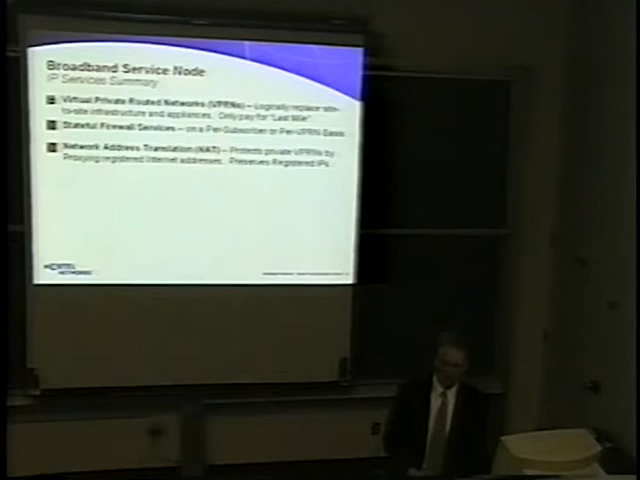 Broadband Service Node
IP Services Summary
Virtual Private Routed Networks (VPRNs) – Logically replace site-
to-site infrastructure and appliances. Only pay for "Last Mile".
Stateful Firewall Services – on a Per-Subscriber or Per-VPRN Basis
Network Address Translation (NAT) – Protects private VPRNs by
Proxying registered Internet addresses. Preserves Registered IPs.
NORTEL
NETWORKS